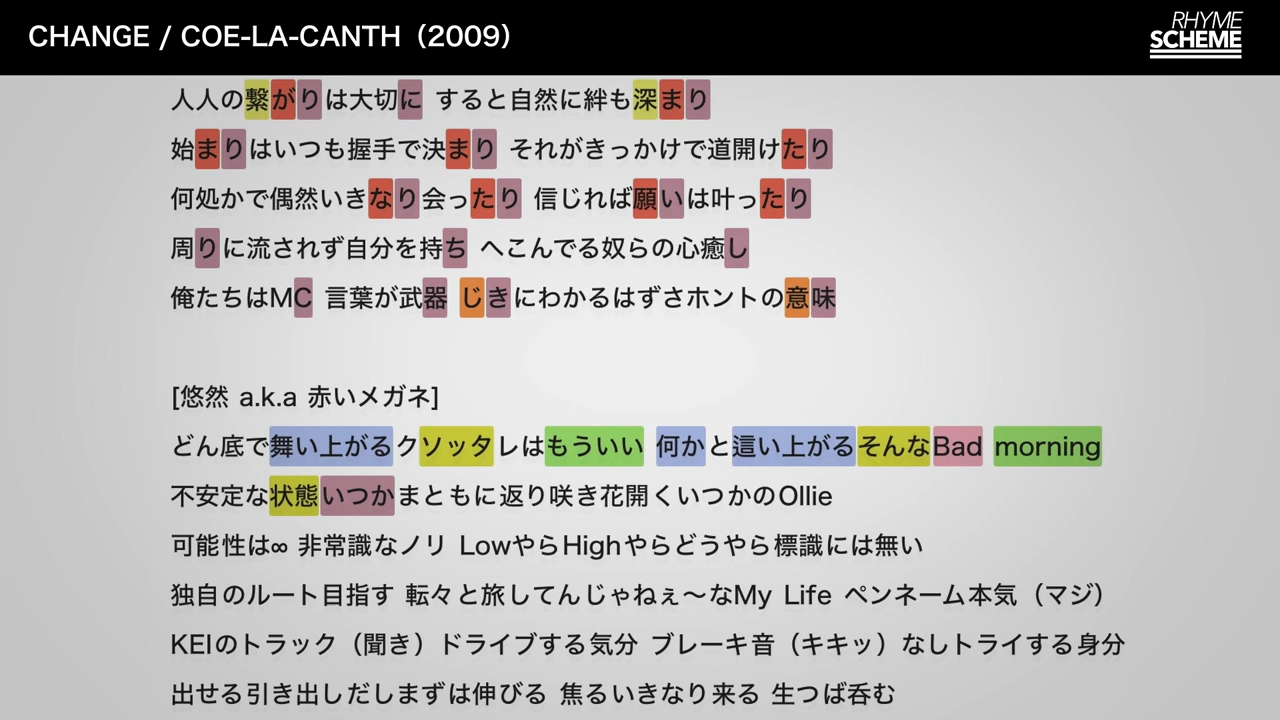 CHANGE / COE-LA-CANTH（2009）
RHYME
SCHEME
人人の繋がりは大切に すると自然に絆も深まり
始まりはいつも握手で決まり それがきっかけで道開けたり
何処かで偶然いきなり会ったり 信じれば願いは叶ったり
周りに流されず自分を持ち へこんでる奴らの心癒し
俺たちはMC 言葉が武器 じきにわかるはずさホントの意味
[悠然 a.k.a 赤いメガネ]
どん底で舞い上がるクソッタレはもういい 何かと這い上がるそんなBad morning
不安定な状態いつかまともに返り咲き花開くいつかのOllie
可能性は∞ 非常識なノリ LowやらHighやらどうやら標識には無い
独自のルート目指す 転々と旅してんじゃねぇ〜なMy Life ペンネーム本気（マジ）
KEIのトラック（聞き）ドライブする気分 ブレーキ音（キキッ）なしトライする身分
出せる引き出しだしまずは伸びる 焦るいきなり来る 生つば呑む